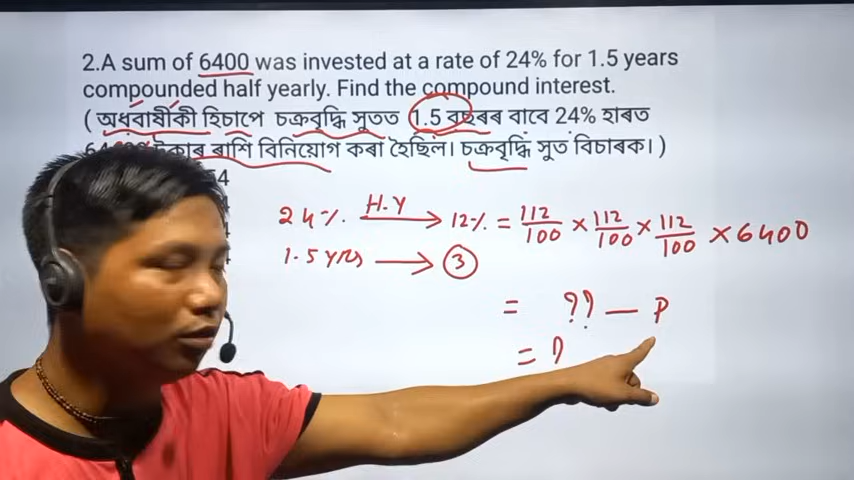 2.A sum of 6400 was invested at a rate of 24% for 1.5 years
compounded half yearly. Find the compound interest.
( অৰ্ধবাৰ্ষীকী হিচাপে চক্ৰবৃদ্ধি সুতত 1.5 বছৰৰ বাবে 24% হাৰত
ৰাশি বিনিয়োগ কৰা হৈছিল। চক্ৰবৃদ্ধি সুত বিচাৰক। )
4
24% H.Y → 12% = 112/100 × 112/100 × 112/100 × 6400
1.5 yrs → 3
= ?? — P
= ?